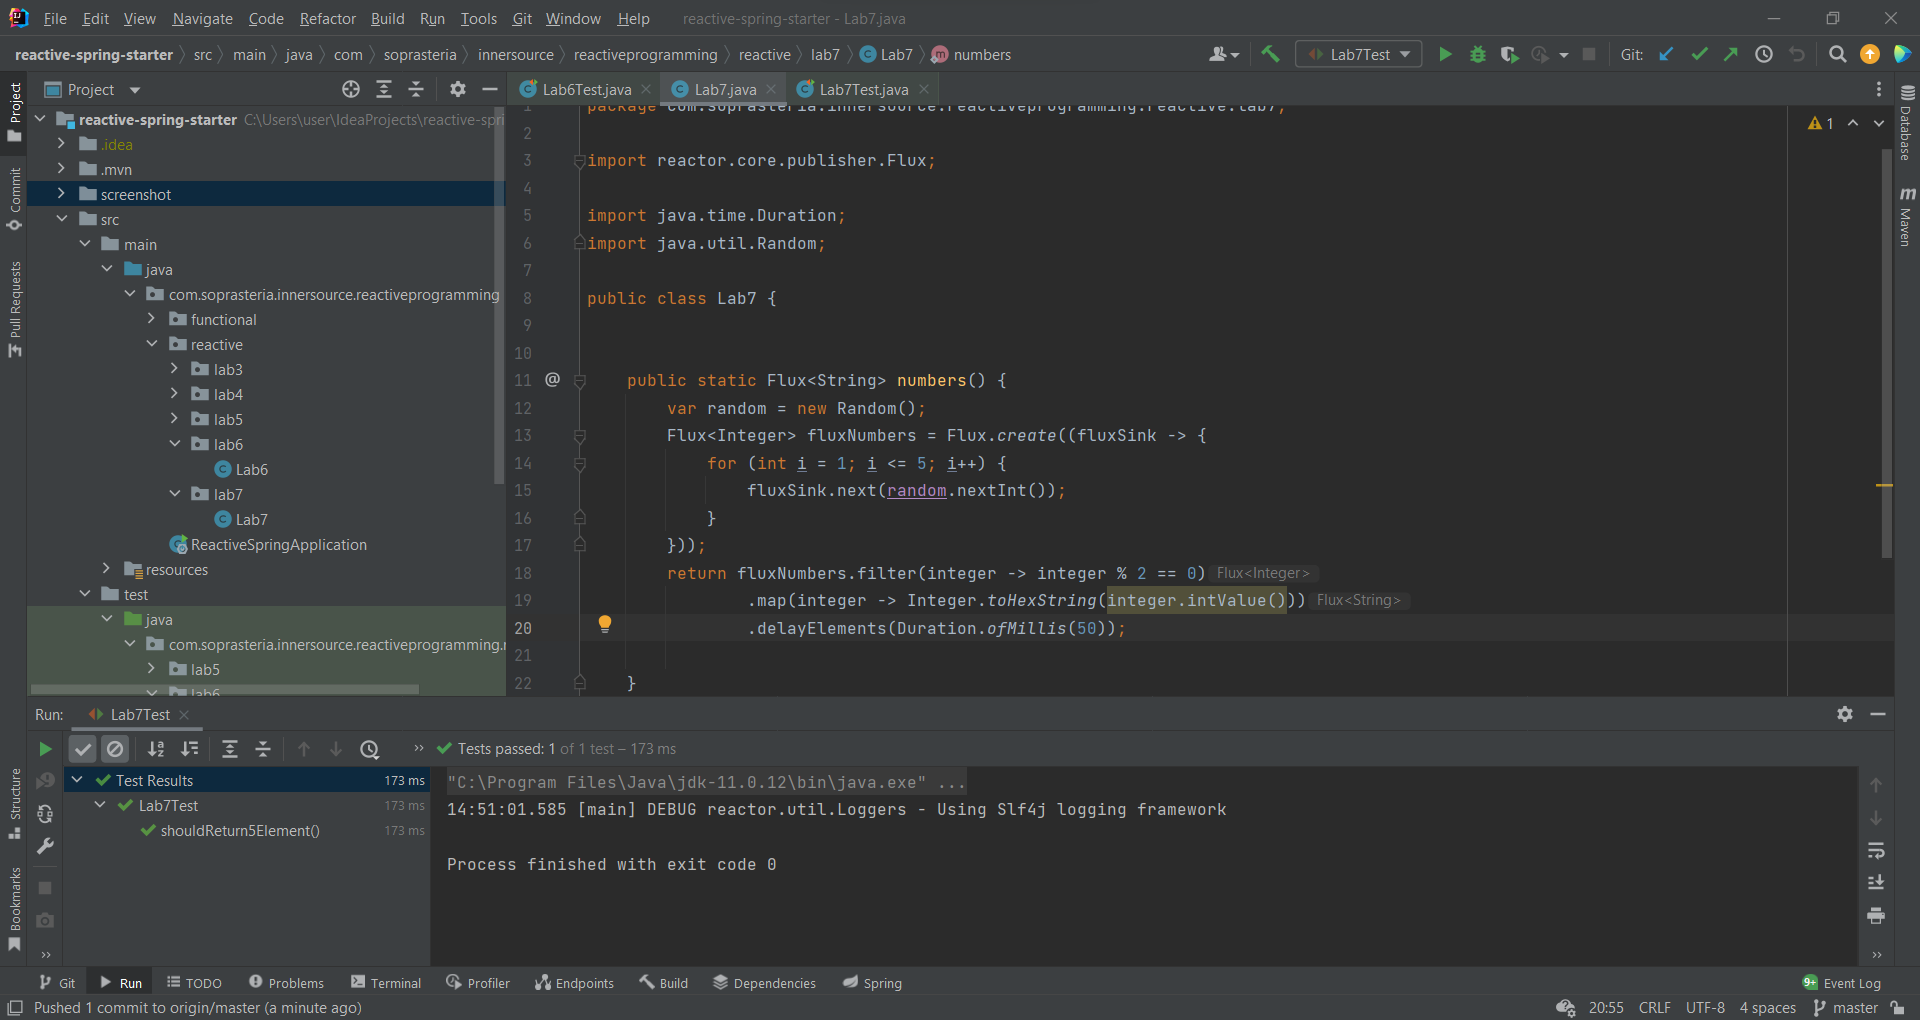 File Edit View Navigate Code Refactor Build Run Tools Git Window Help reactive-spring-starter - Lab7.java
reactive-spring-starter src main java com soprasteria innersource reactiveprogramming reactive lab7 Lab7 numbers Lab7Test Git:
Project
Commit
Pull Requests
Structure
Bookmarks
Project
reactive-spring-starter C:\Users\user\IdeaProjects\reactive-spri
.idea
.mvn
screenshot
src
main
java
com.soprasteria.innersource.reactiveprogramming
functional
reactive
lab3
lab4
lab5
lab6
Lab6
lab7
Lab7
ReactiveSpringApplication
resources
test
java
com.soprasteria.innersource.reactiveprogramming.r
lab5
lab6
Lab6Test.java Lab7.java Lab7Test.java
1 package com.soprasteria.innersource.reactiveprogramming.reactive.lab7;
2
3 import reactor.core.publisher.Flux;
4
5 import java.time.Duration;
6 import java.util.Random;
7
8 public class Lab7 {
9
10
11 @ public static Flux<String> numbers() {
12 var random = new Random();
13 Flux<Integer> fluxNumbers = Flux.create((fluxSink -> {
14 for (int i = 1; i <= 5; i++) {
15 fluxSink.next(random.nextInt());
16 }
17 }));
18 return fluxNumbers.filter(integer -> integer % 2 == 0) Flux<Integer>
19 .map(integer -> Integer.toHexString(integer.intValue())) Flux<String>
20 .delayElements(Duration.ofMillis(50));
21
22 }
1
Database
Maven
Run: Lab7Test
Tests passed: 1 of 1 test – 173 ms
Test Results 173 ms
Lab7Test 173 ms
shouldReturn5Element() 173 ms
"C:\Program Files\Java\jdk-11.0.12\bin\java.exe" ...
14:51:01.585 [main] DEBUG reactor.util.Loggers - Using Slf4j logging framework
Process finished with exit code 0
Git Run TODO Problems Terminal Profiler Endpoints Build Dependencies Spring 9+ Event Log
Pushed 1 commit to origin/master (a minute ago) 20:55 CRLF UTF-8 4 spaces master